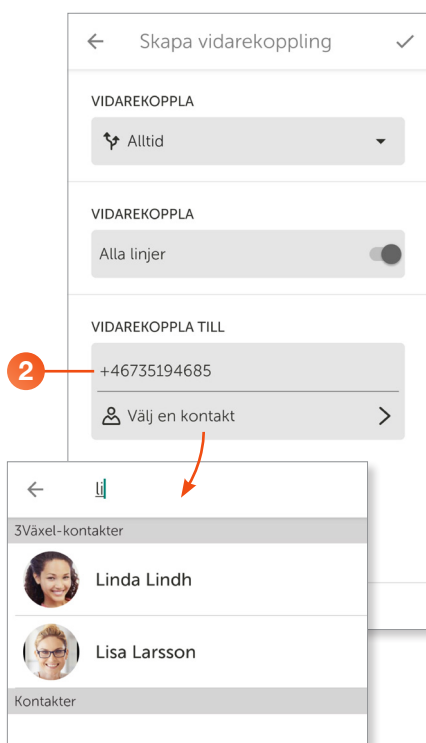 Skapa vidarekoppling
VIDAREKOPPLA
Alltid
VIDAREKOPPLA
Alla linjer
VIDAREKOPPLA TILL
2
+46735194685
Välj en kontakt
li
3Växel-kontakter
Linda Lindh
Lisa Larsson
Kontakter